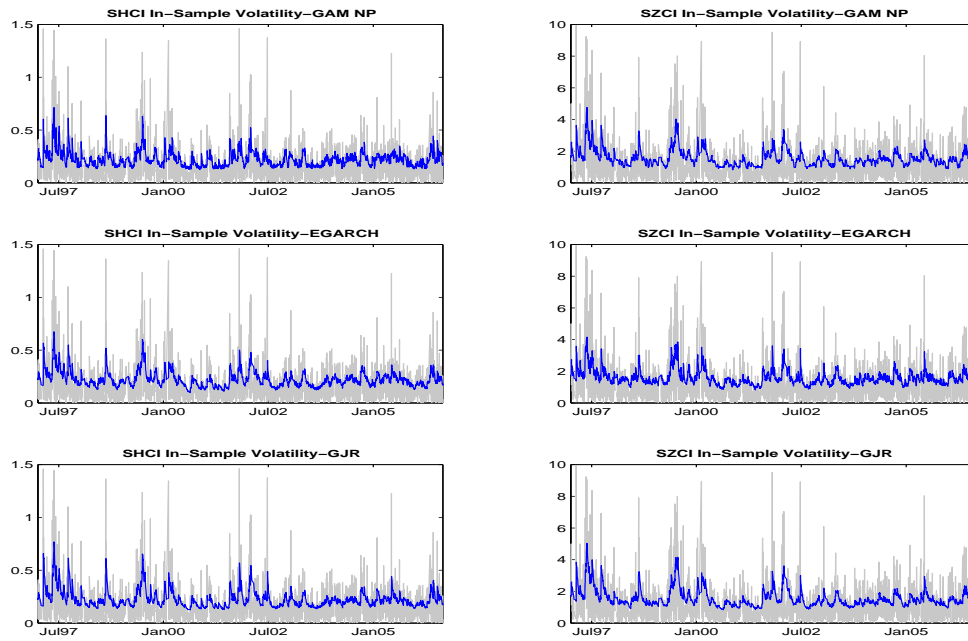 SHCI In−Sample Volatility−GAM NP
1.5
1
0.5
0
Jul97 Jan00 Jul02 Jan05
SZCI In−Sample Volatility−GAM NP
10
8
6
4
2
0
Jul97 Jan00 Jul02 Jan05
SHCI In−Sample Volatility−EGARCH
1.5
1
0.5
0
Jul97 Jan00 Jul02 Jan05
SZCI In−Sample Volatility−EGARCH
10
8
6
4
2
0
Jul97 Jan00 Jul02 Jan05
SHCI In−Sample Volatility−GJR
1.5
1
0.5
0
Jul97 Jan00 Jul02 Jan05
SZCI In−Sample Volatility−GJR
10
8
6
4
2
0
Jul97 Jan00 Jul02 Jan05